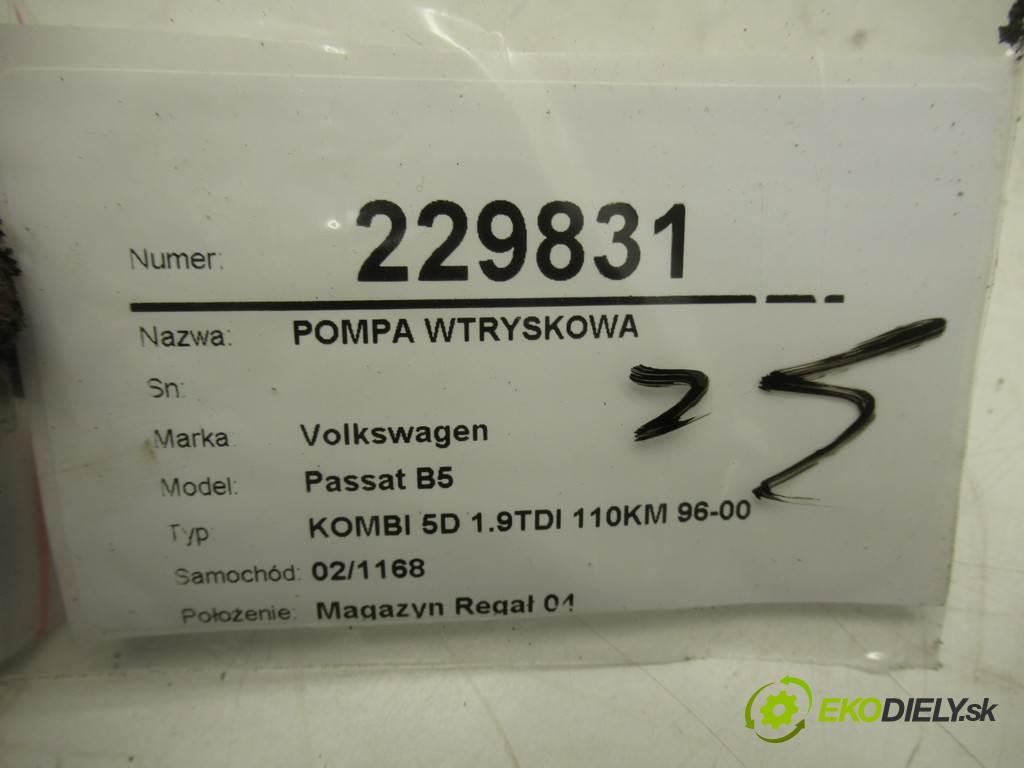 Numer: 229831
Nazwa: POMPA WTRYSKOWA
Sn:
25
Marka: Volkswagen
Model: Passat B5
Typ KOMBI 5D 1.9TDI 110KM 96-00
Samochód: 02/1168
Położenie: Magazyn Regał 04
EKODIELY.sk